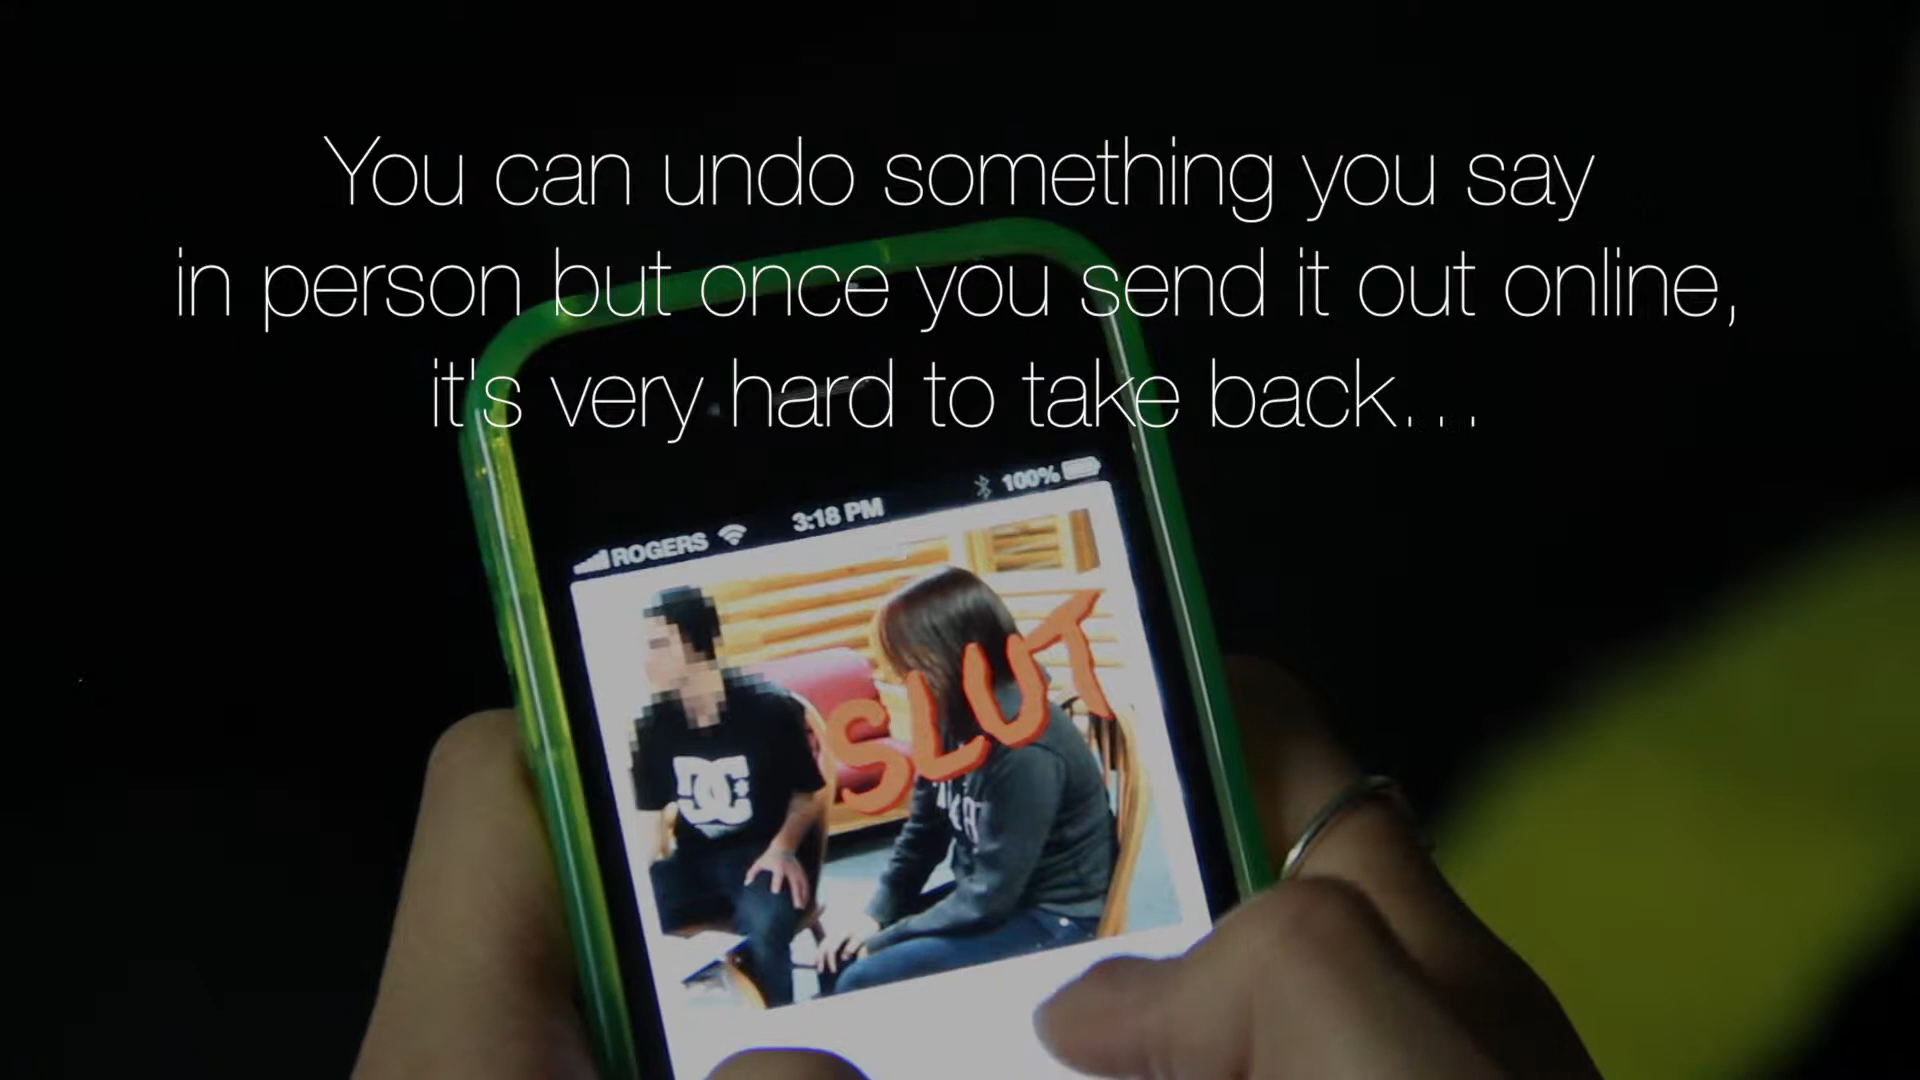 You can undo something you say
in person but once you send it out online,
it's very hard to take back...
ROGERS 3:18 PM 100%
SLUT
DC